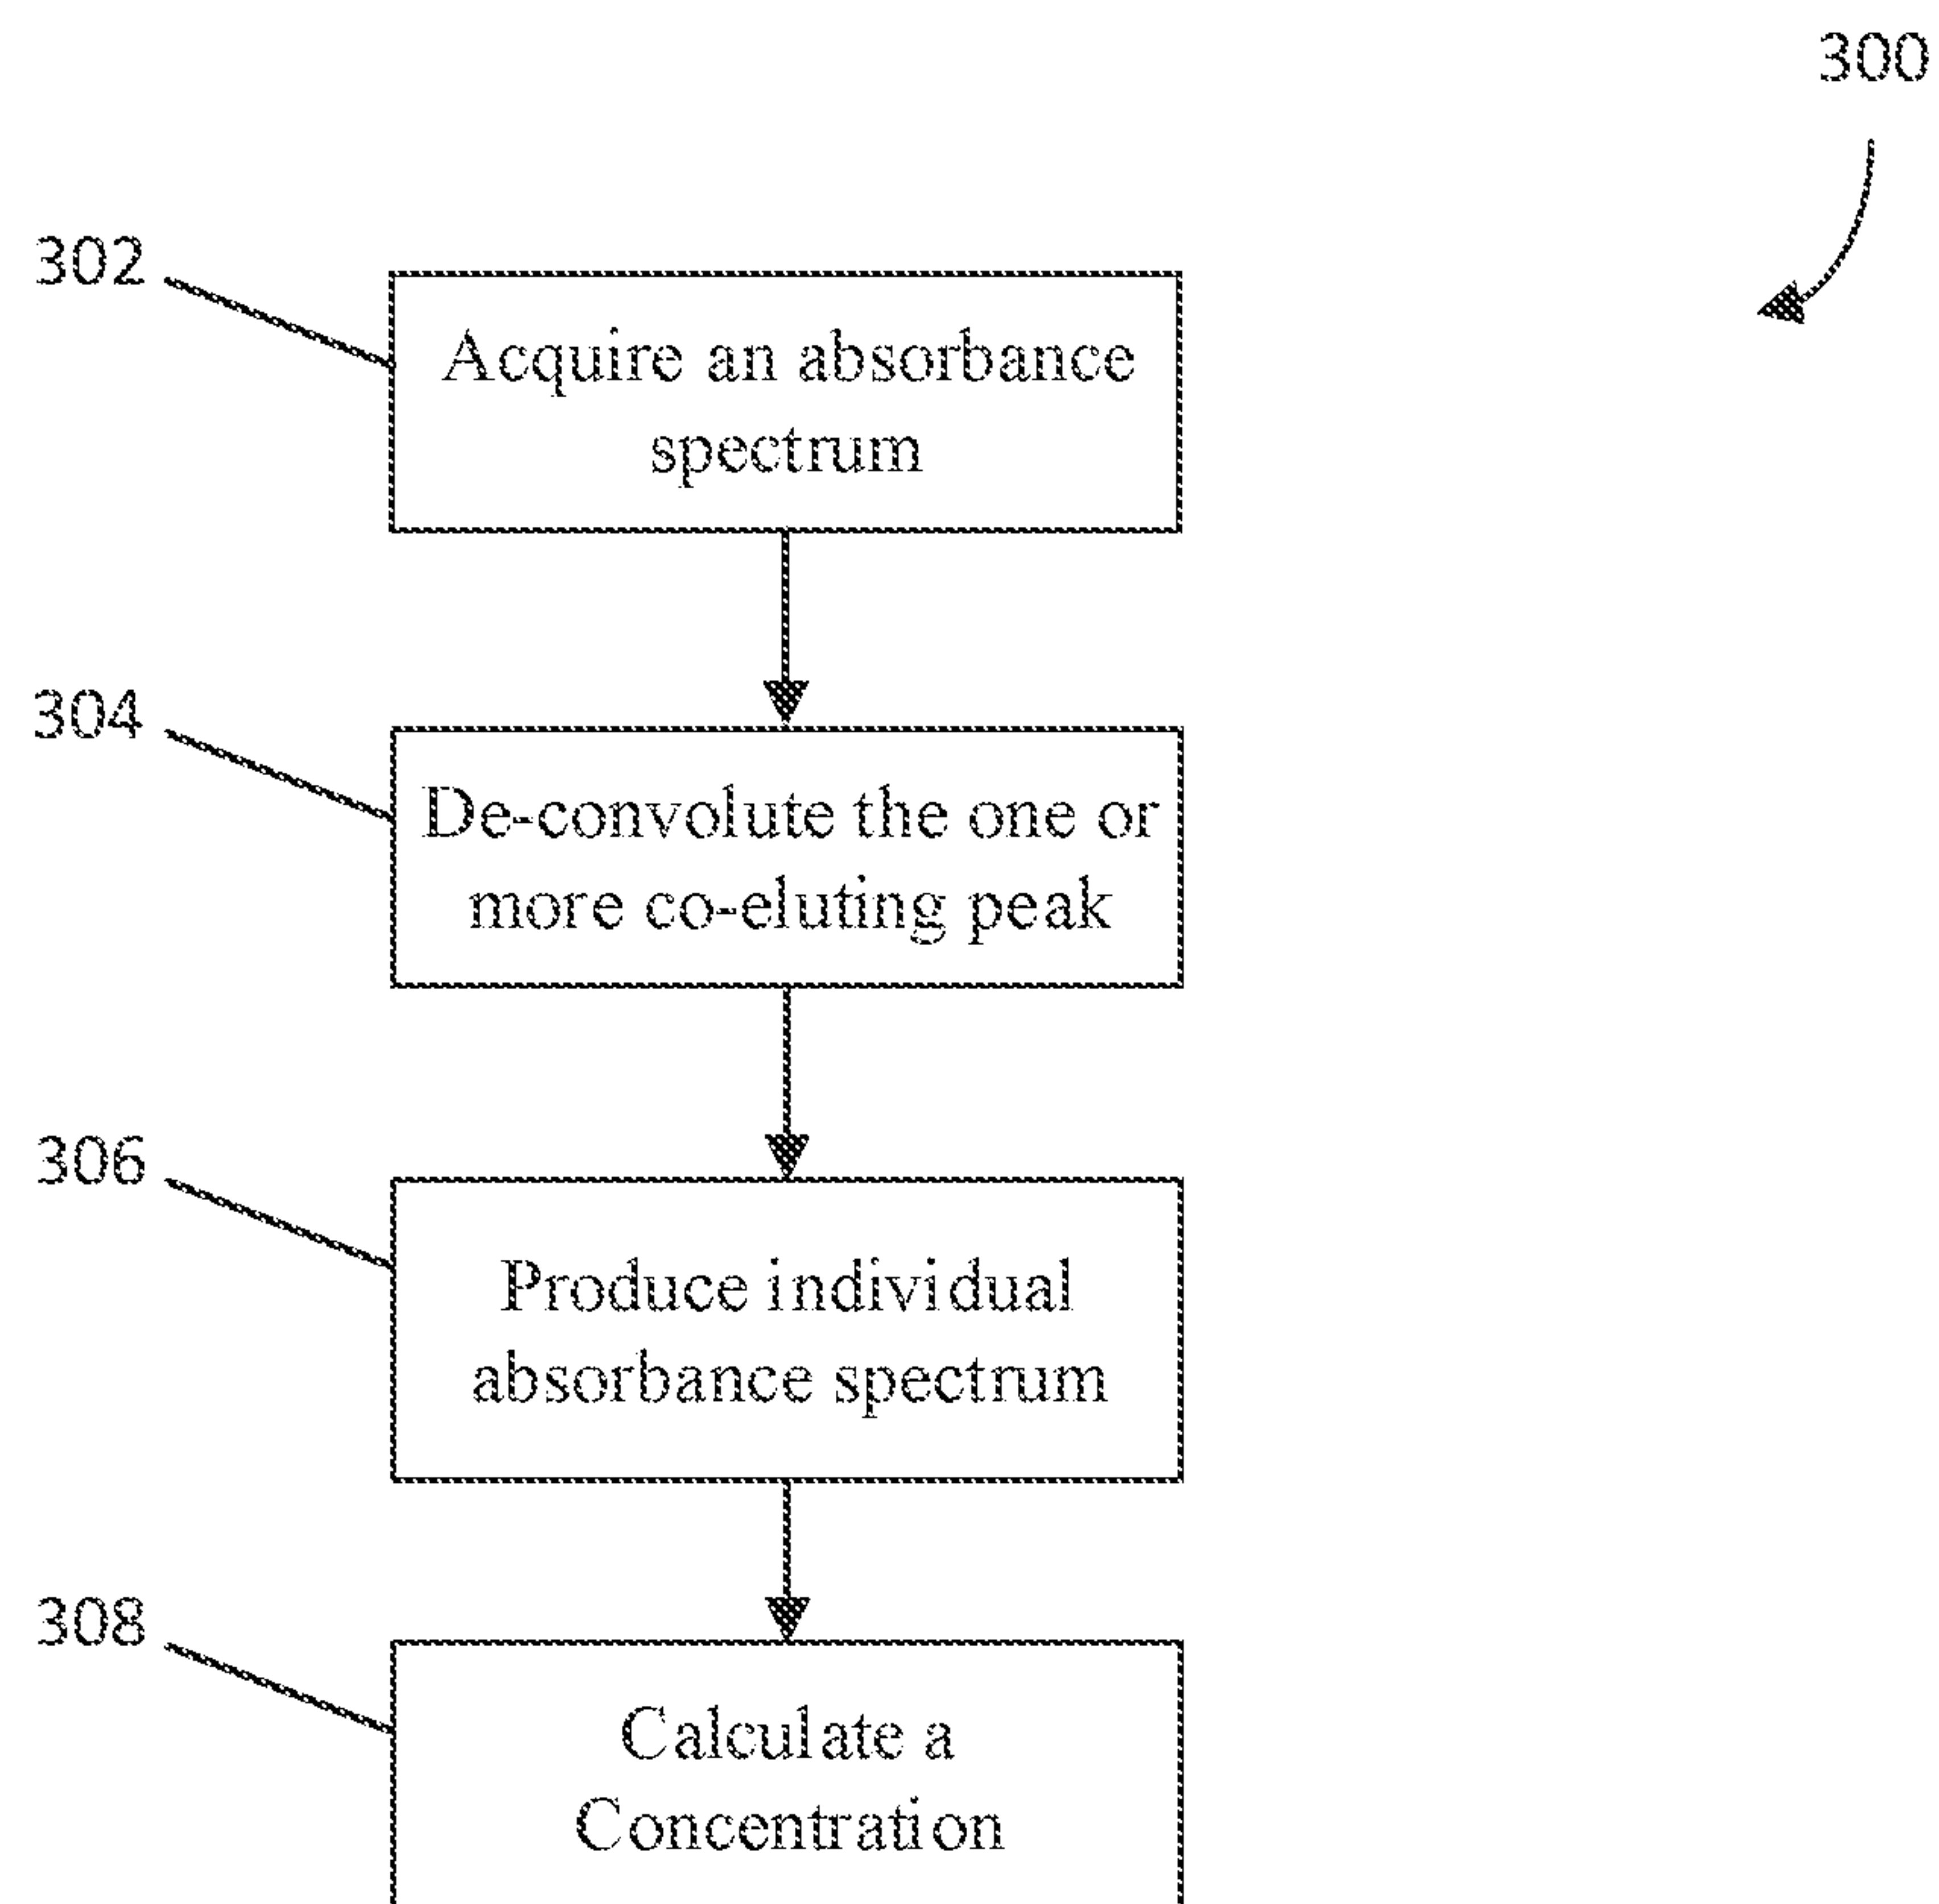 300
302
Acquire an absorbance
spectrum
304
De-convolute the one or
more co-eluting peak
306
Produce individual
absorbance spectrum
308
Calculate a
Concentration